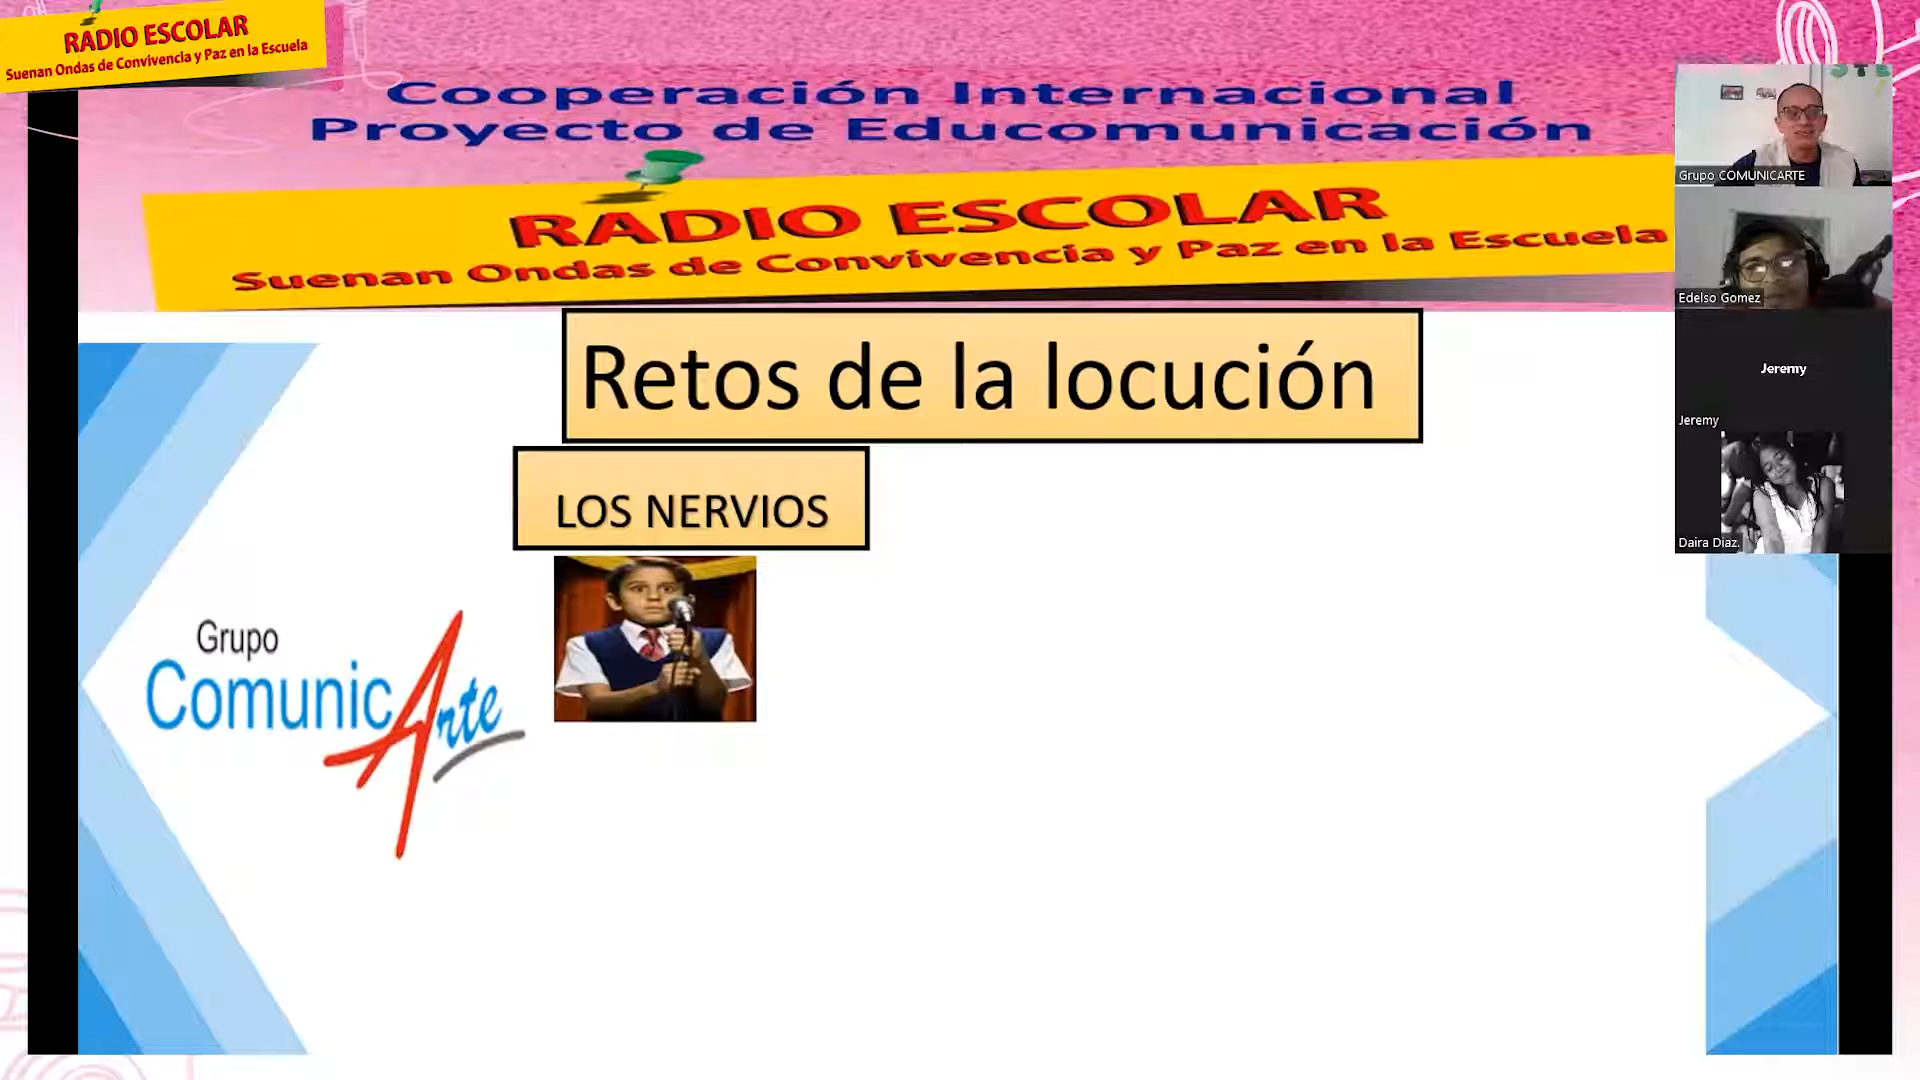 RADIO ESCOLAR
Suenan Ondas de Convivencia y Paz en la Escuela
Cooperación Internacional
Proyecto de Educomunicación
RADIO ESCOLAR
Suenan Ondas de Convivencia y Paz en la Escuela
Retos de la locución
LOS NERVIOS
Grupo
ComunicArte
Grupo COMUNICARTE
Edelso Gomez
Jeremy
Jeremy
Daira Diaz.